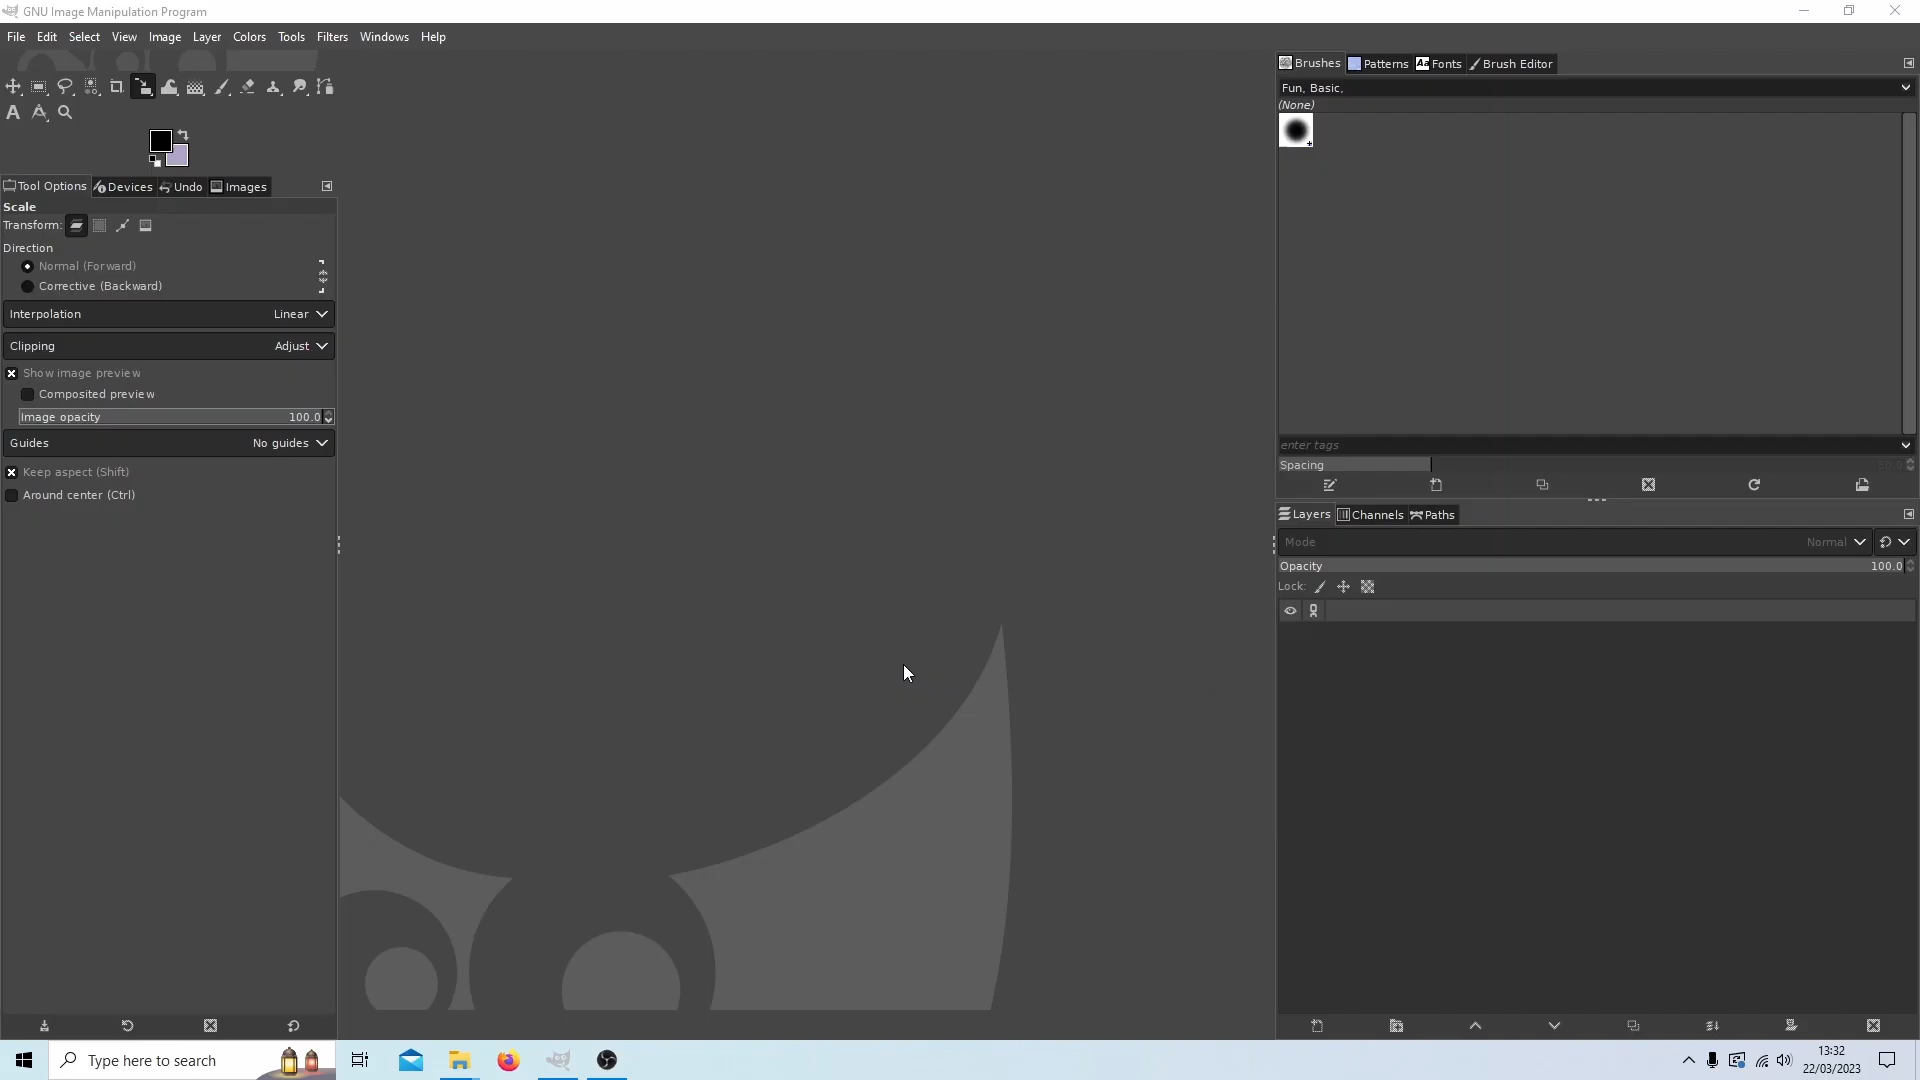 GNU Image Manipulation Program
File Edit Select View Image Layer Colors Tools Filters Windows Help
A
Tool Options Devices Undo Images
Scale
Transform:
Direction
Normal (Forward)
Corrective (Backward)
Interpolation Linear
Clipping Adjust
Show image preview
Composited preview
Image opacity 100.0
Guides No guides
Keep aspect (Shift)
Around center (Ctrl)
Brushes Patterns Aa Fonts Brush Editor
Fun, Basic,
(None)
enter tags
Spacing
Layers Channels Paths
Mode Normal
Opacity 100.0
Lock:
Type here to search
13:32
22/03/2023